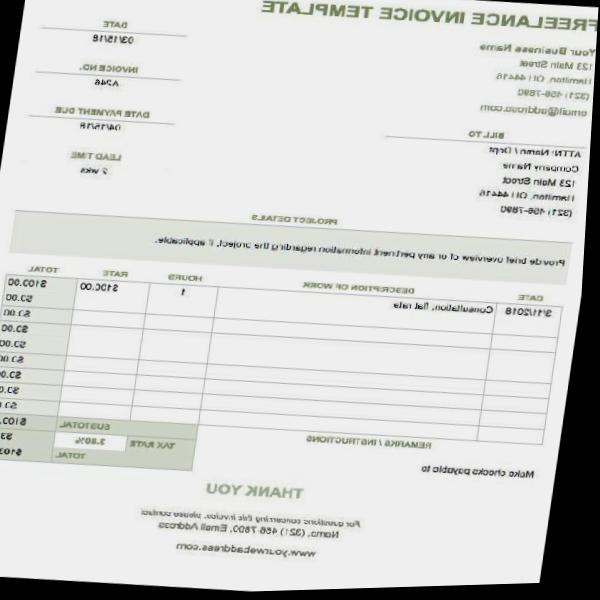 FREELANCE INVOICE TEMPLATE
Your Business Name
123 Main Street
Hamilton, OH 44416
(321) 456-7890
email@address.com
DATE
03/15/18
INVOICE NO.
A246
DATE PAYMENT DUE
04/15/18
LEAD TIME
2 wks
BILL TO
ATTN: Name / Dept
Company Name
123 Main Street
Hamilton, OH 44416
(321) 456-7890
PROJECT DETAILS
Provide brief overview of or any pertinent information regarding the project, if applicable.
DATE DESCRIPTION OF WORK HOURS RATE TOTAL
3/11/2018 Consultation, flat rate 1 $100.00 $100.00
$0.00
$0.00
$0.00
$0.00
$0.00
$0.00
$0.00
$0.00
REMARKS / INSTRUCTIONS
SUBTOTAL
TAX RATE 3.80%
TOTAL
Make checks payable to
THANK YOU
For questions concerning this invoice, please contact
Name, (321) 456-7890, Email Address
www.yourwebaddress.com